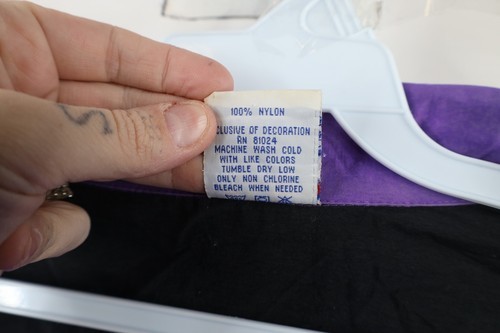 100% NYLON
CLUSIVE OF DECORATION
RN 81024
MACHINE WASH COLD
WITH LIKE COLORS
TUMBLE DRY LOW
ONLY NON CHLORINE
BLEACH WHEN NEEDED